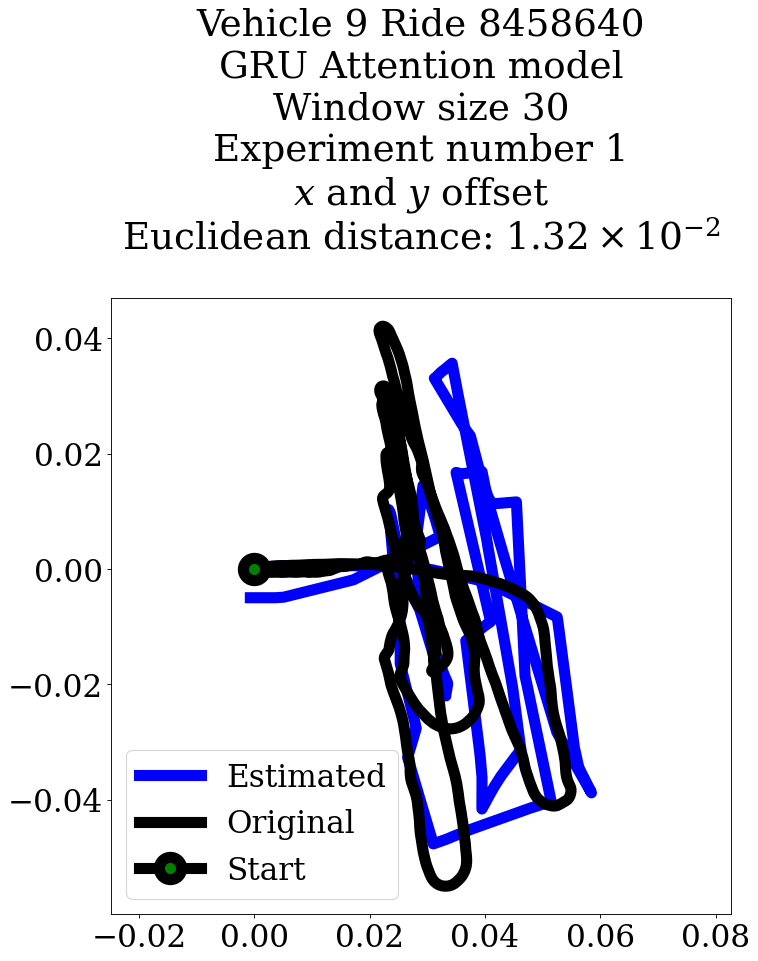 Vehicle 9 Ride 8458640
GRU Attention model
Window size 30
Experiment number 1
x and y offset
Euclidean distance: 1.32 × 10⁻²
0.04
0.02
0.00
−0.02
−0.04
Estimated
Original
Start
−0.02 0.00 0.02 0.04 0.06 0.08